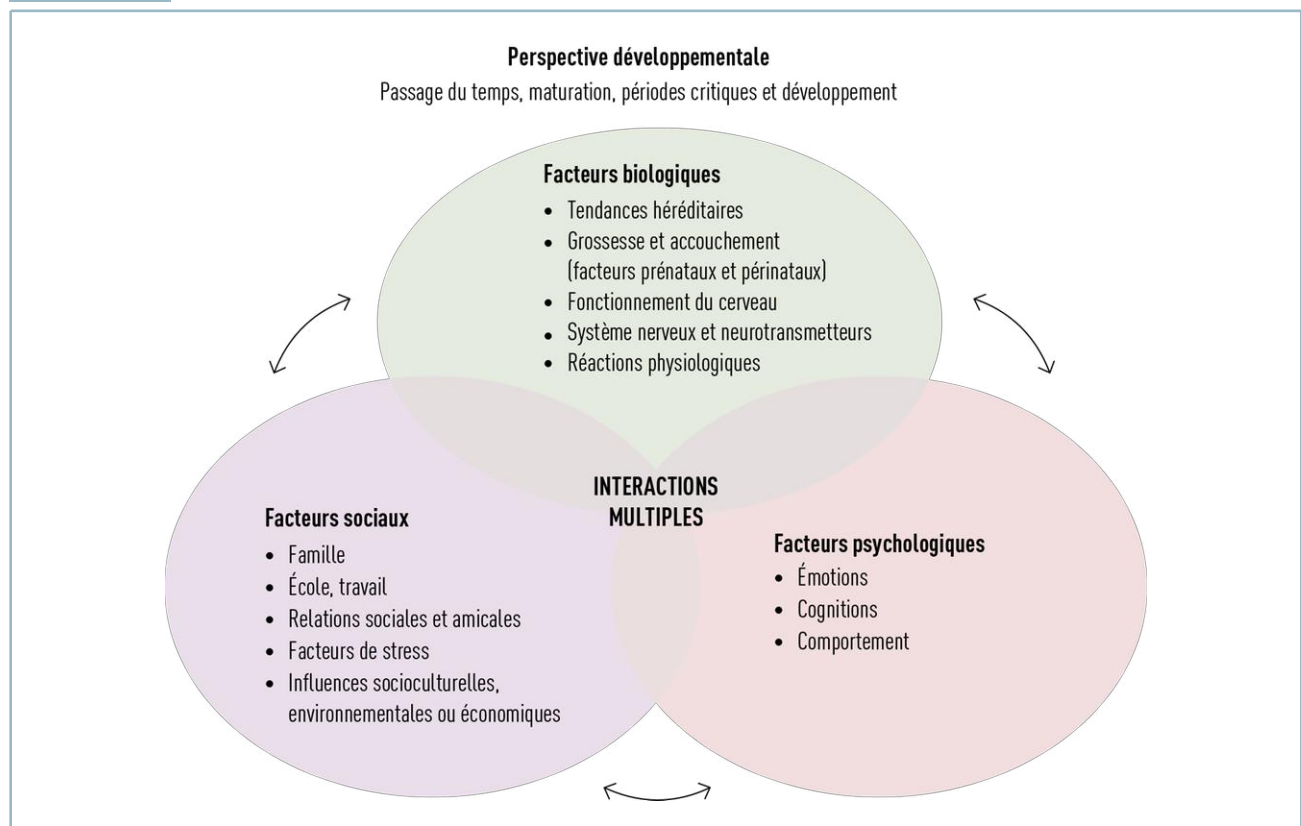 Perspective développementale
Passage du temps, maturation, périodes critiques et développement
Facteurs biologiques
• Tendances héréditaires
• Grossesse et accouchement
(facteurs prénataux et périnataux)
• Fonctionnement du cerveau
• Système nerveux et neurotransmetteurs
• Réactions physiologiques
INTERACTIONS
MULTIPLES
Facteurs sociaux
• Famille
• École, travail
• Relations sociales et amicales
• Facteurs de stress
• Influences socioculturelles,
environnementales ou économiques
Facteurs psychologiques
• Émotions
• Cognitions
• Comportement